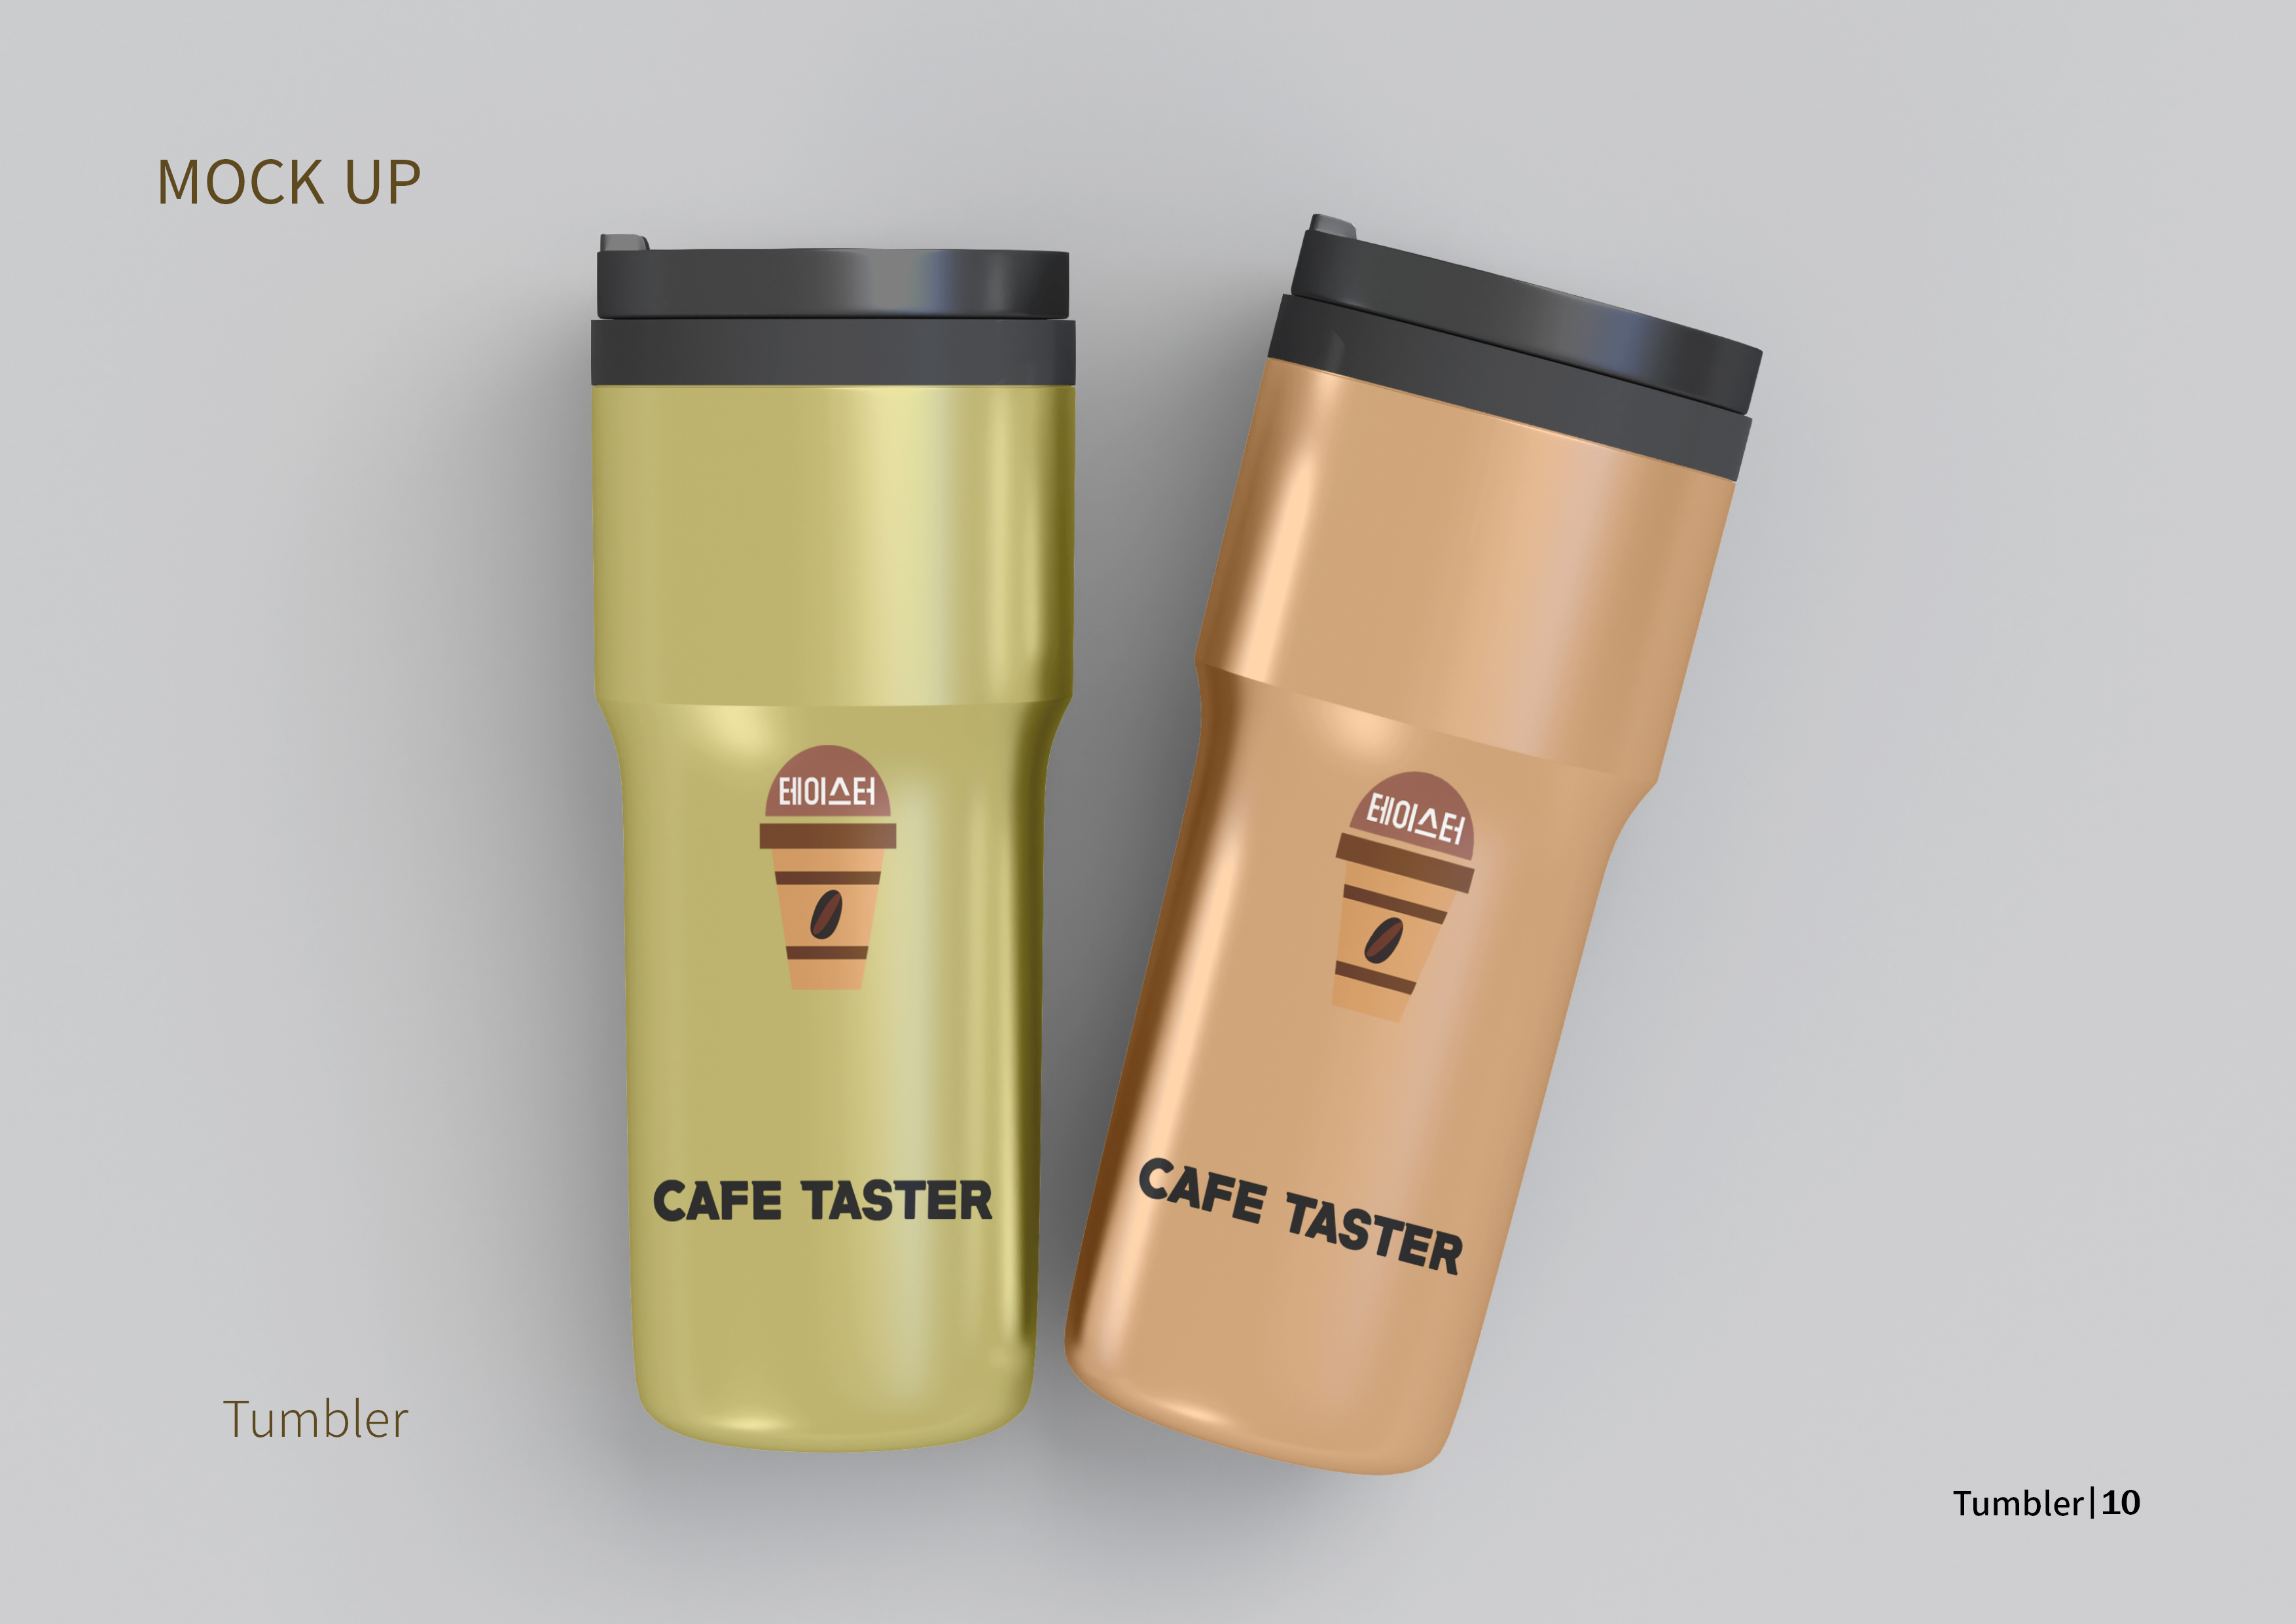 MOCK UP
테이스터
CAFE TASTER
테이스터
CAFE TASTER
Tumbler
Tumbler|10